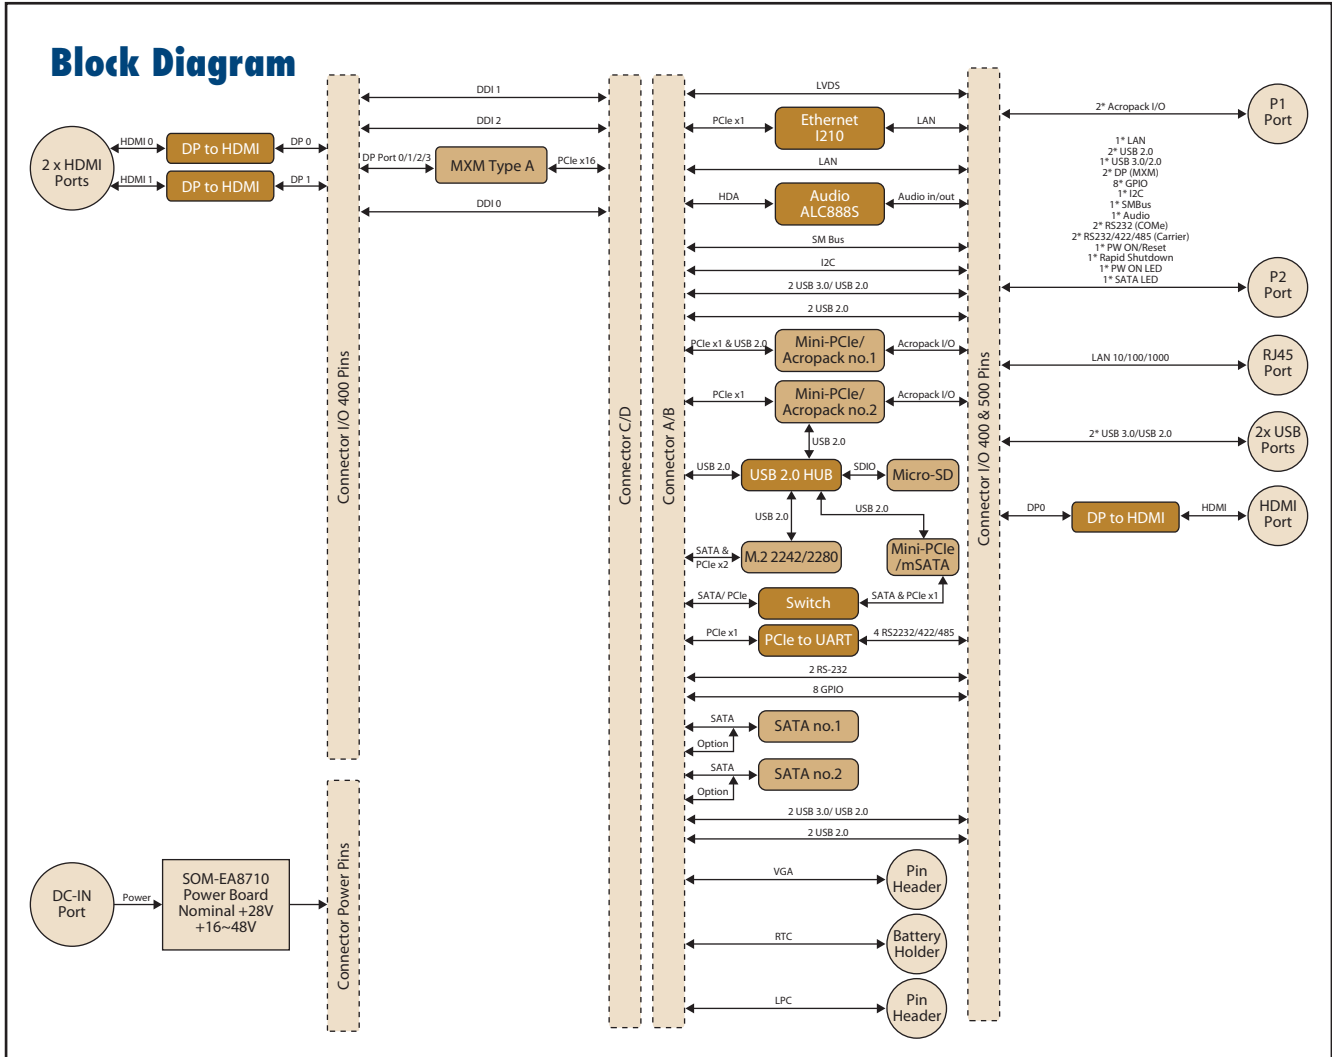 Block Diagram
2 x HDMI
Ports
HDMI 0
DP to HDMI
DP 0
HDMI 1
DP to HDMI
DP 1
Connector I/O 400 Pins
DDI 1
DDI 2
DP Port 0/1/2/3
MXM Type A
PCIe x16
DDI 0
DC-IN
Port
Power
SOM-EA8710
Power Board
Nominal +28V
+16~48V
Connector Power Pins
Connector C/D
Connector A/B
LVDS
PCIe x1
Ethernet
I210
LAN
LAN
HDA
Audio
ALC888S
Audio in/out
SM Bus
I2C
2 USB 3.0/ USB 2.0
2 USB 2.0
PCIe x1 & USB 2.0
Mini-PCIe/
Acropack no.1
Acropack I/O
PCIe x1
Mini-PCIe/
Acropack no.2
Acropack I/O
USB 2.0
USB 2.0
USB 2.0 HUB
SDIO
Micro-SD
USB 2.0
USB 2.0
SATA &
PCIe x2
M.2 2242/2280
Mini-PCIe
/mSATA
SATA/ PCIe
Switch
SATA & PCIe x1
PCIe x1
PCIe to UART
4 RS2232/422/485
2 RS-232
8 GPIO
SATA
SATA no.1
Option
SATA
SATA no.2
Option
2 USB 3.0/ USB 2.0
2 USB 2.0
VGA
Pin
Header
RTC
Battery
Holder
LPC
Pin
Header
Connector I/O 400 & 500 Pins
2* Acropack I/O
P1
Port
1* LAN
2* USB 2.0
1* USB 3.0/2.0
2* DP (MXM)
8* GPIO
1* I2C
1* SMBus
1* Audio
2* RS232 (COMe)
2* RS232/422/485 (Carrier)
1* PW ON/Reset
1* Rapid Shutdown
1* PW ON LED
1* SATA LED
P2
Port
LAN 10/100/1000
RJ45
Port
2* USB 3.0/USB 2.0
2x USB
Ports
DP0
DP to HDMI
HDMI
HDMI
Port